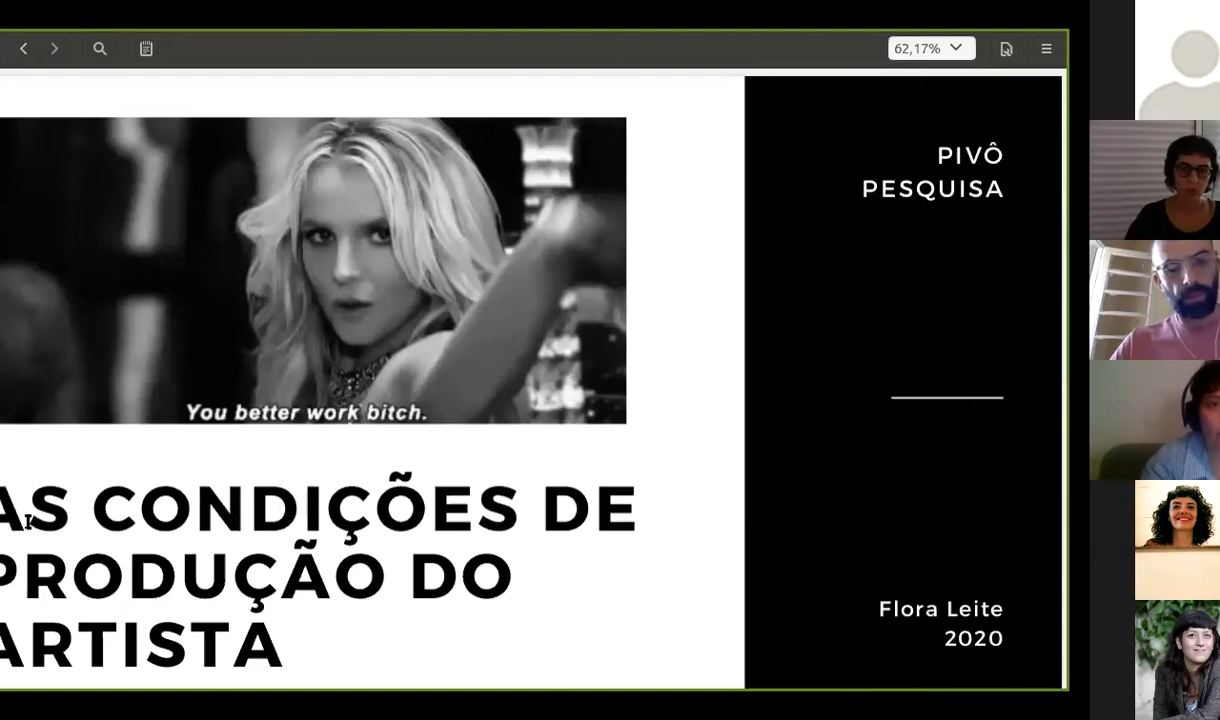 62,17%
You better work bitch.
AS CONDIÇÕES DE
PRODUÇÃO DO
ARTISTA
PIVÔ
PESQUISA
Flora Leite
2020